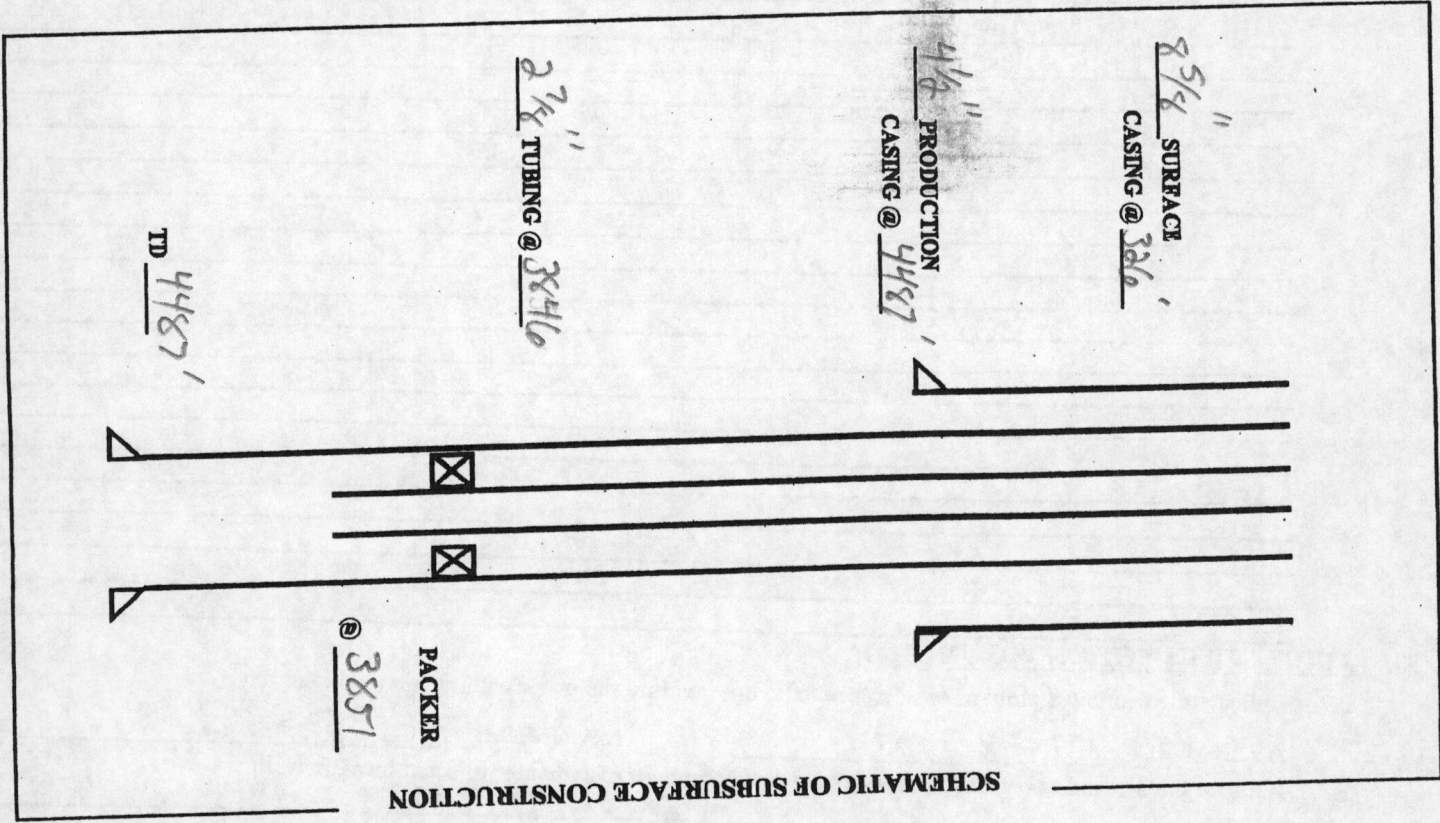 SCHEMATIC OF SUBSURFACE CONSTRUCTION
8 5/8" SURFACE
CASING @ 326'
4 1/2" PRODUCTION
CASING @ 4487'
2 7/8" TUBING @ 3846
PACKER
@ 3851
TD 4487'